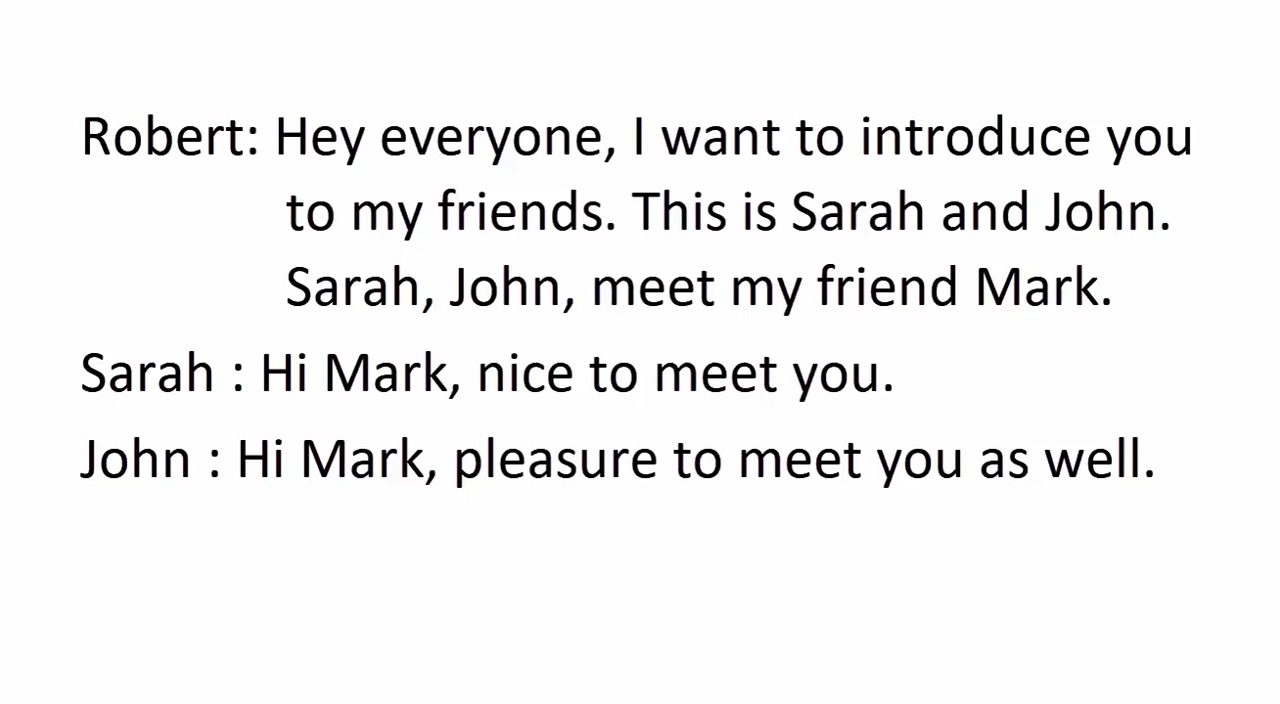 Robert: Hey everyone, I want to introduce you
to my friends. This is Sarah and John.
Sarah, John, meet my friend Mark.
Sarah : Hi Mark, nice to meet you.
John : Hi Mark, pleasure to meet you as well.